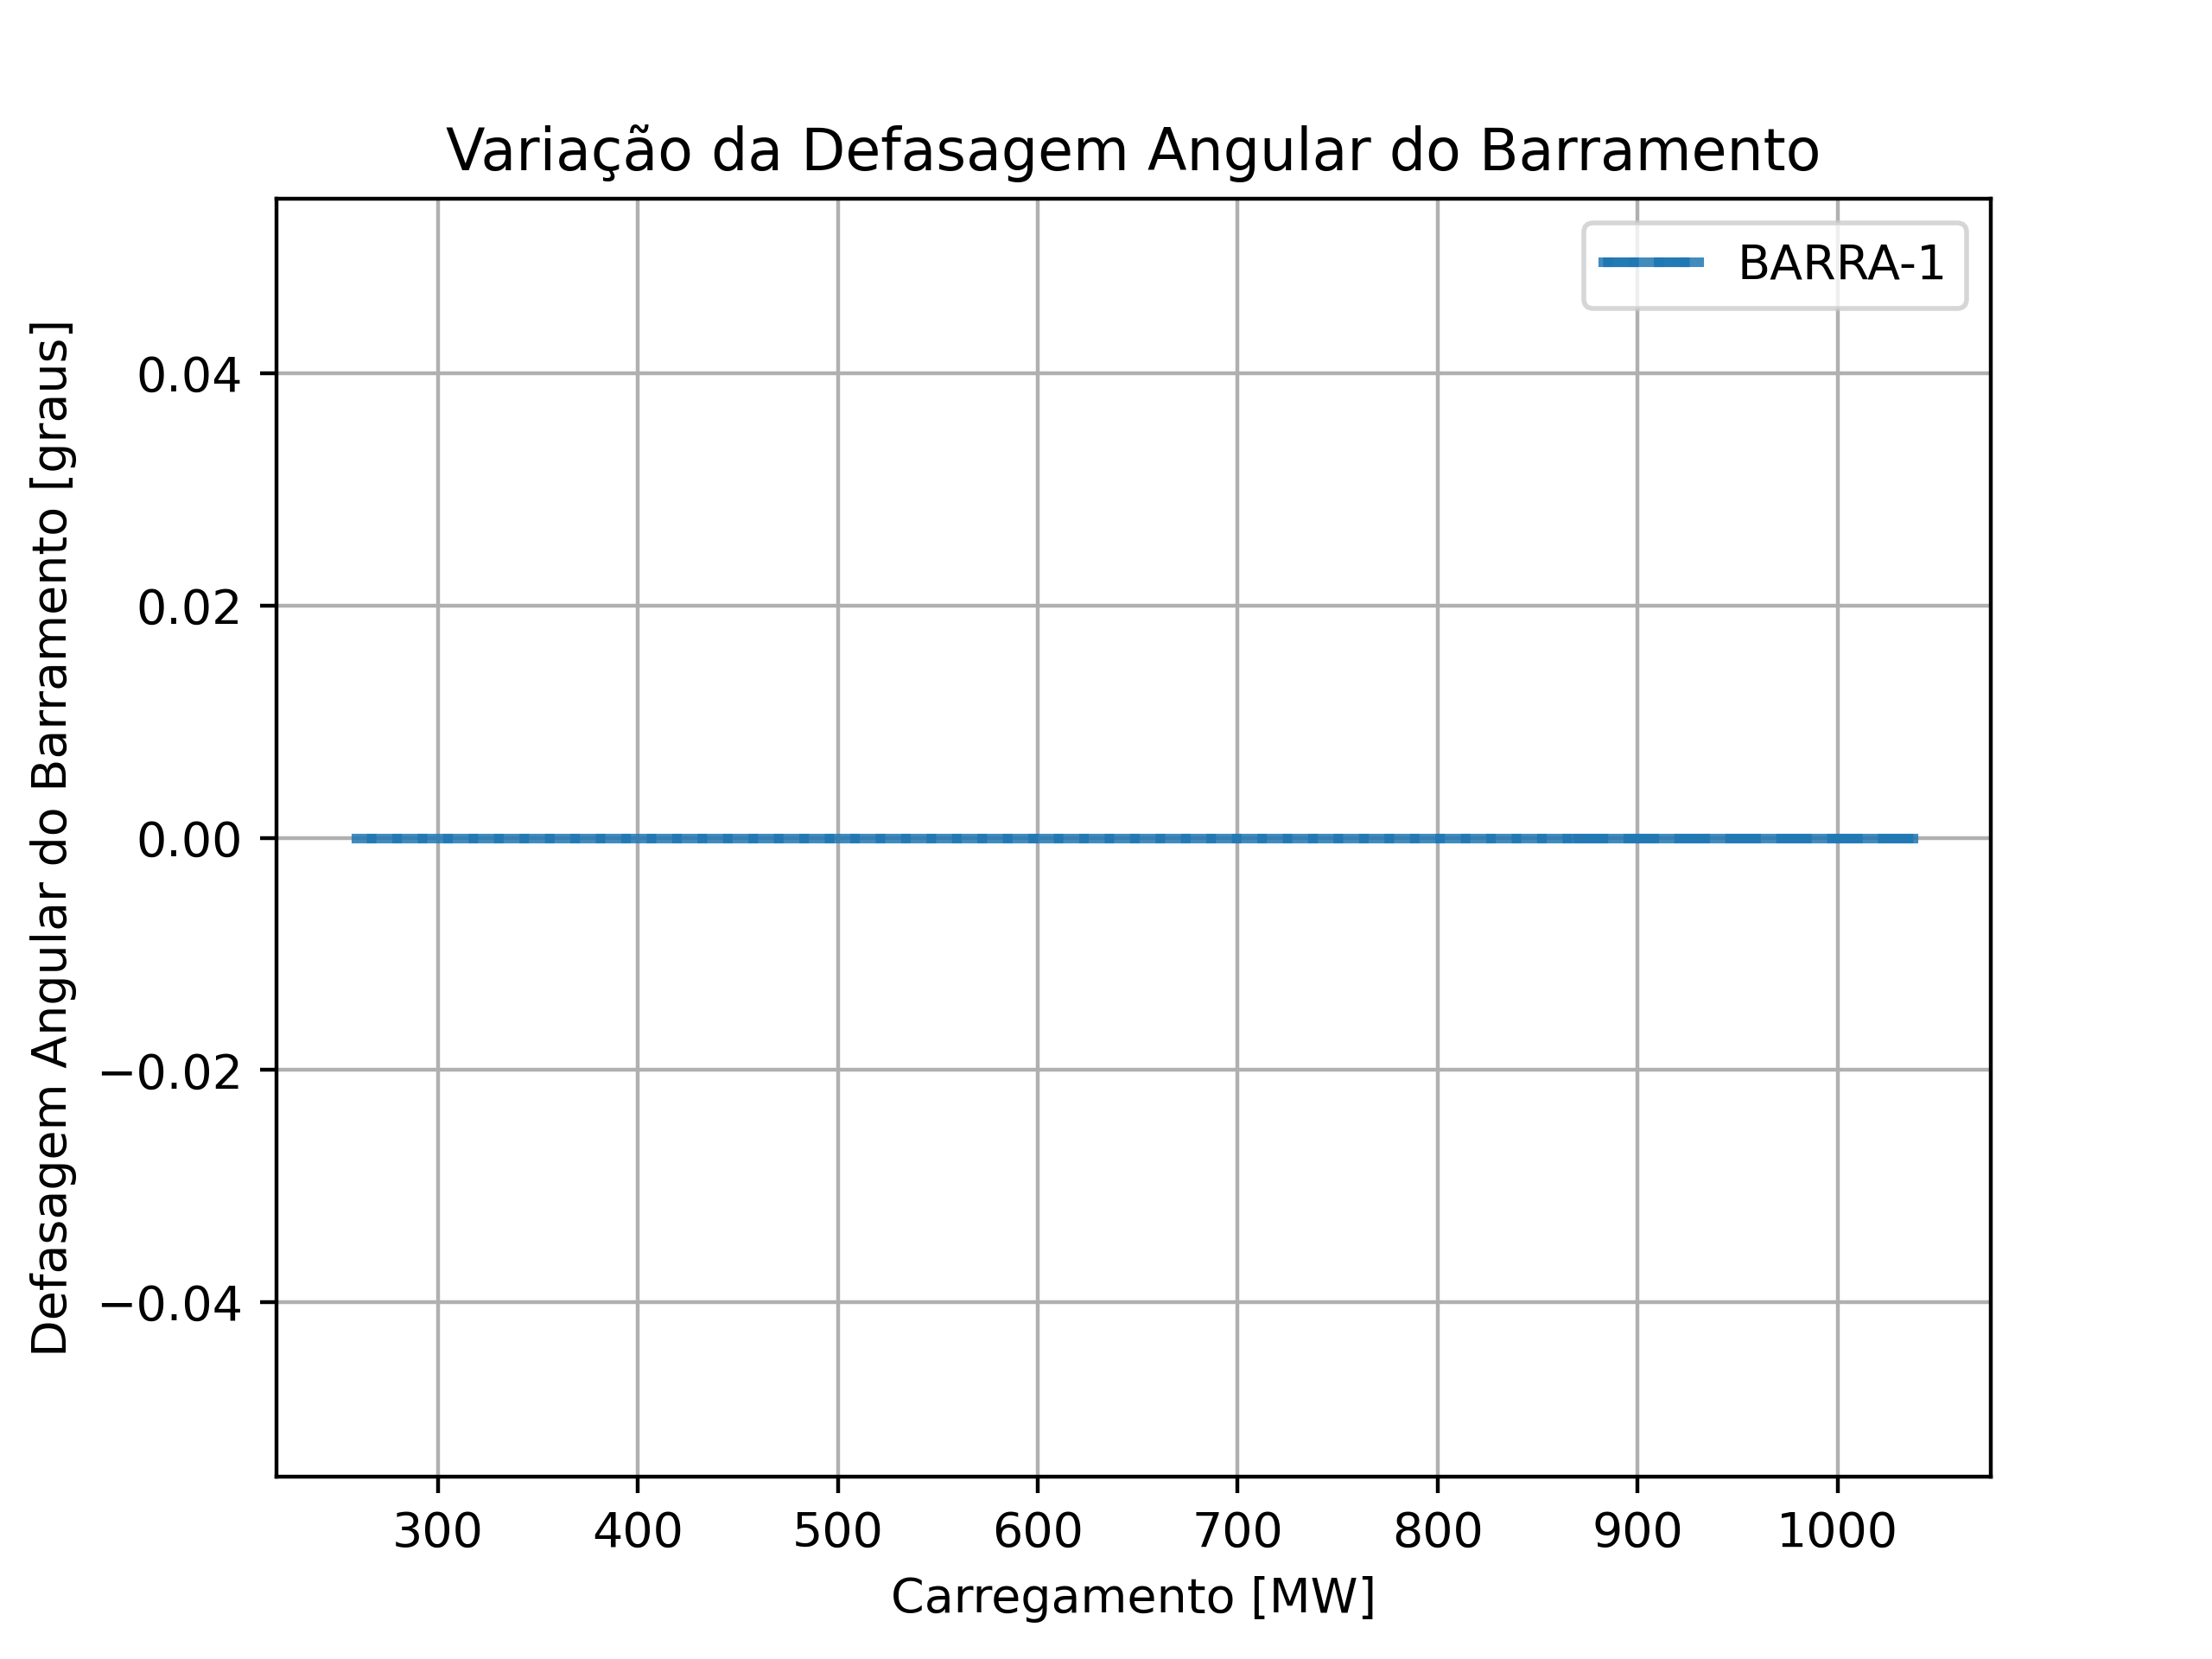 Variação da Defasagem Angular do Barramento
BARRA-1
Defasagem Angular do Barramento [graus]
0.04
0.02
0.00
−0.02
−0.04
300 400 500 600 700 800 900 1000
Carregamento [MW]